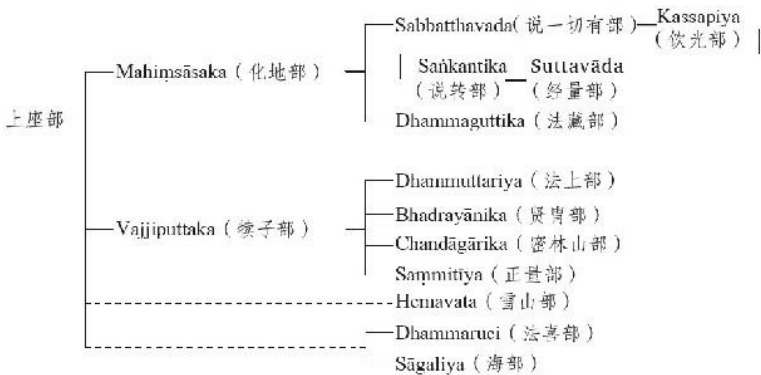 Sabbatthavada(说一切有部)—Kassapiya
(饮光部)
Mahiṃsāsaka(化地部)
Saṅkantika — Suttavāda
(说转部) (经量部)
上座部
Dhammaguttika(法藏部)
Dhammuttariya(法上部)
Bhadrayānika(贤胄部)
Vajjiputtaka(犊子部)
Chandāgārika(密林山部)
Saṃmitīya(正量部)
Hemavata(雪山部)
Dhammaruci(法喜部)
Sāgaliya(海部)